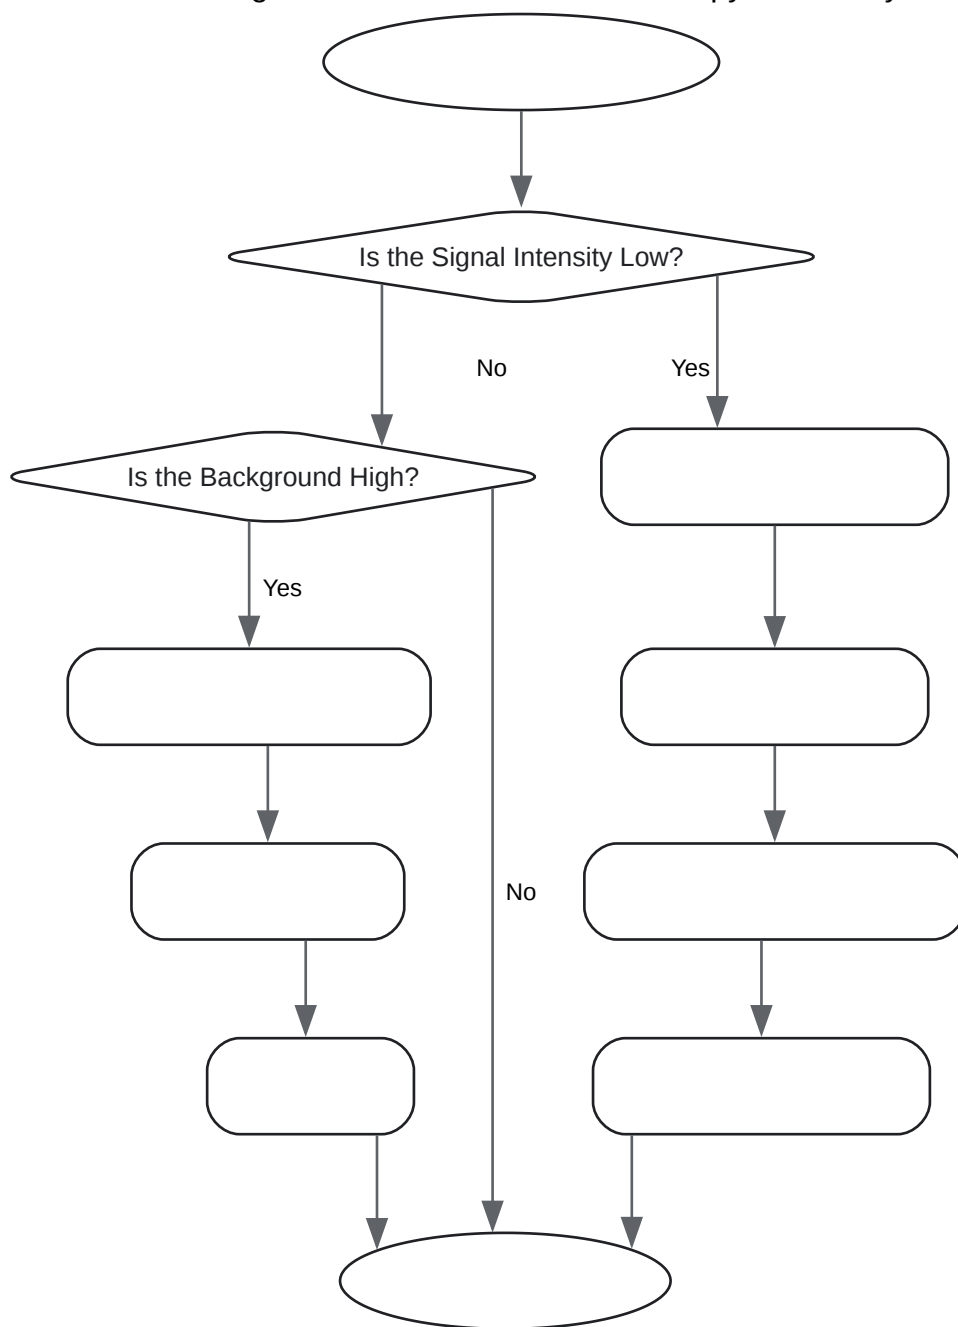 Is the Signal Intensity Low?
No
Yes
Is the Background High?
Yes
No